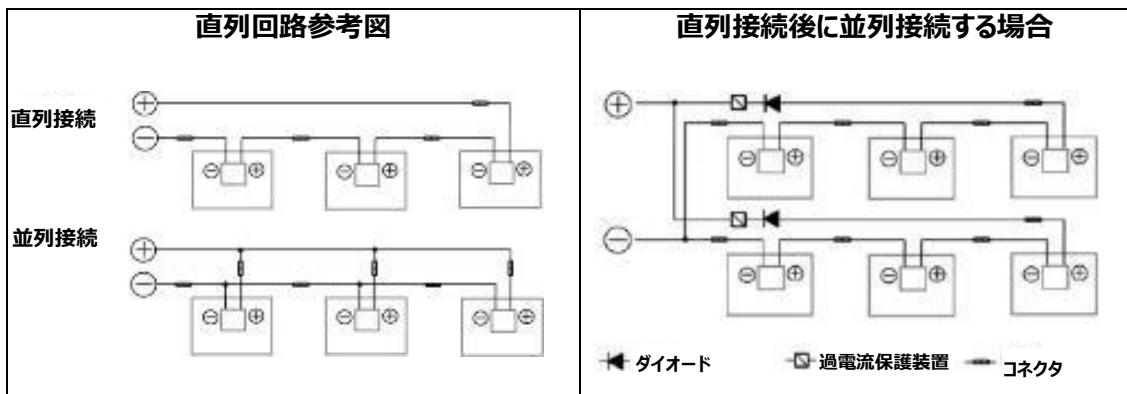 直列回路参考図
直列接続
並列接続
直列接続後に並列接続する場合
ダイオード
過電流保護装置
コネクタ